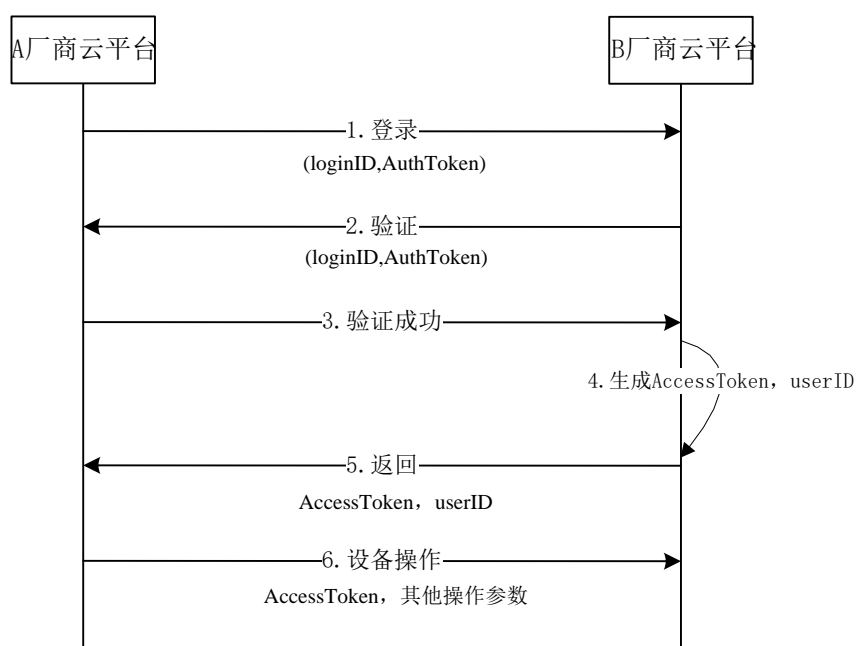 A厂商云平台
B厂商云平台
1.登录
(loginID,AuthToken)
2.验证
(loginID,AuthToken)
3.验证成功
4.生成AccessToken，userID
5.返回
AccessToken，userID
6.设备操作
AccessToken，其他操作参数